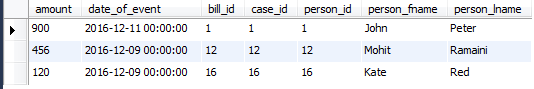 amount date_of_event bill_id case_id person_id person_fname person_lname
900 2016-12-11 00:00:00 1 1 1 John Peter
456 2016-12-09 00:00:00 12 12 12 Mohit Ramaini
120 2016-12-09 00:00:00 16 16 16 Kate Red